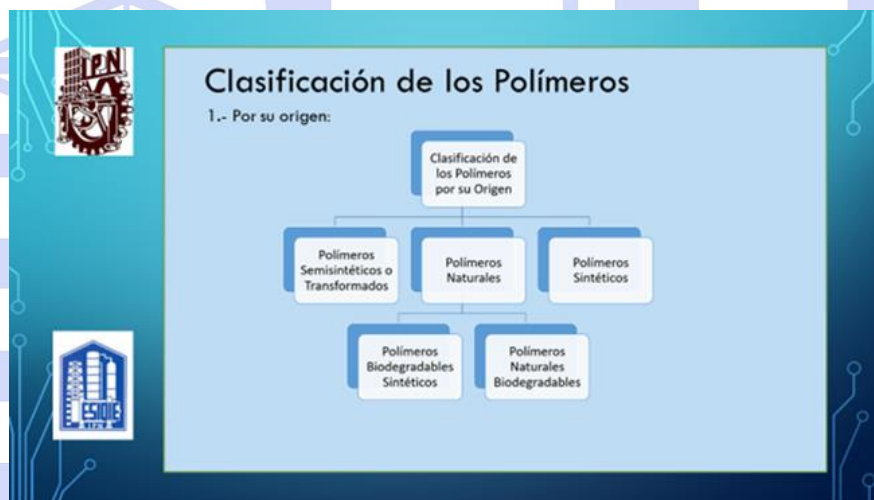 I.P.N
Clasificación de los Polímeros
1.- Por su origen:
Clasificación de
los Polímeros
por su Origen
Polímeros
Semisintéticos o
Transformados
Polímeros
Naturales
Polímeros
Sintéticos
Polímeros
Biodegradables
Sintéticos
Polímeros
Naturales
Biodegradables
ESIQIE
I.P.N